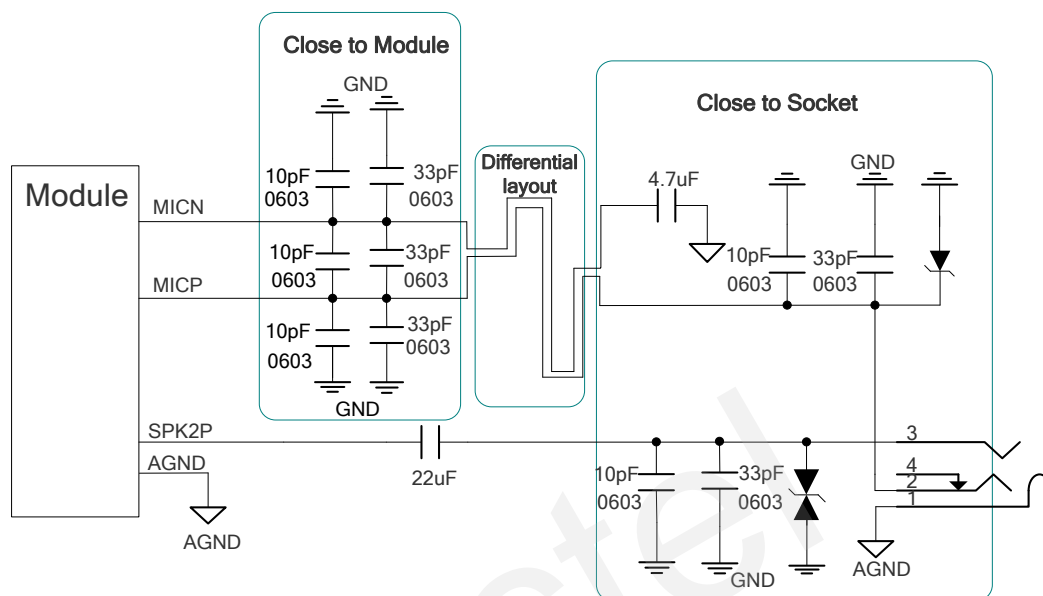 Close to Module
GND
10pF
0603
33pF
0603
Module
MICN
10pF
0603
33pF
0603
MICP
10pF
0603
33pF
0603
GND
Differential
layout
Close to Socket
4.7uF
GND
10pF
0603
33pF
0603
SPK2P
22uF
AGND
AGND
10pF
0603
33pF
0603
GND
3
4
2
1
AGND